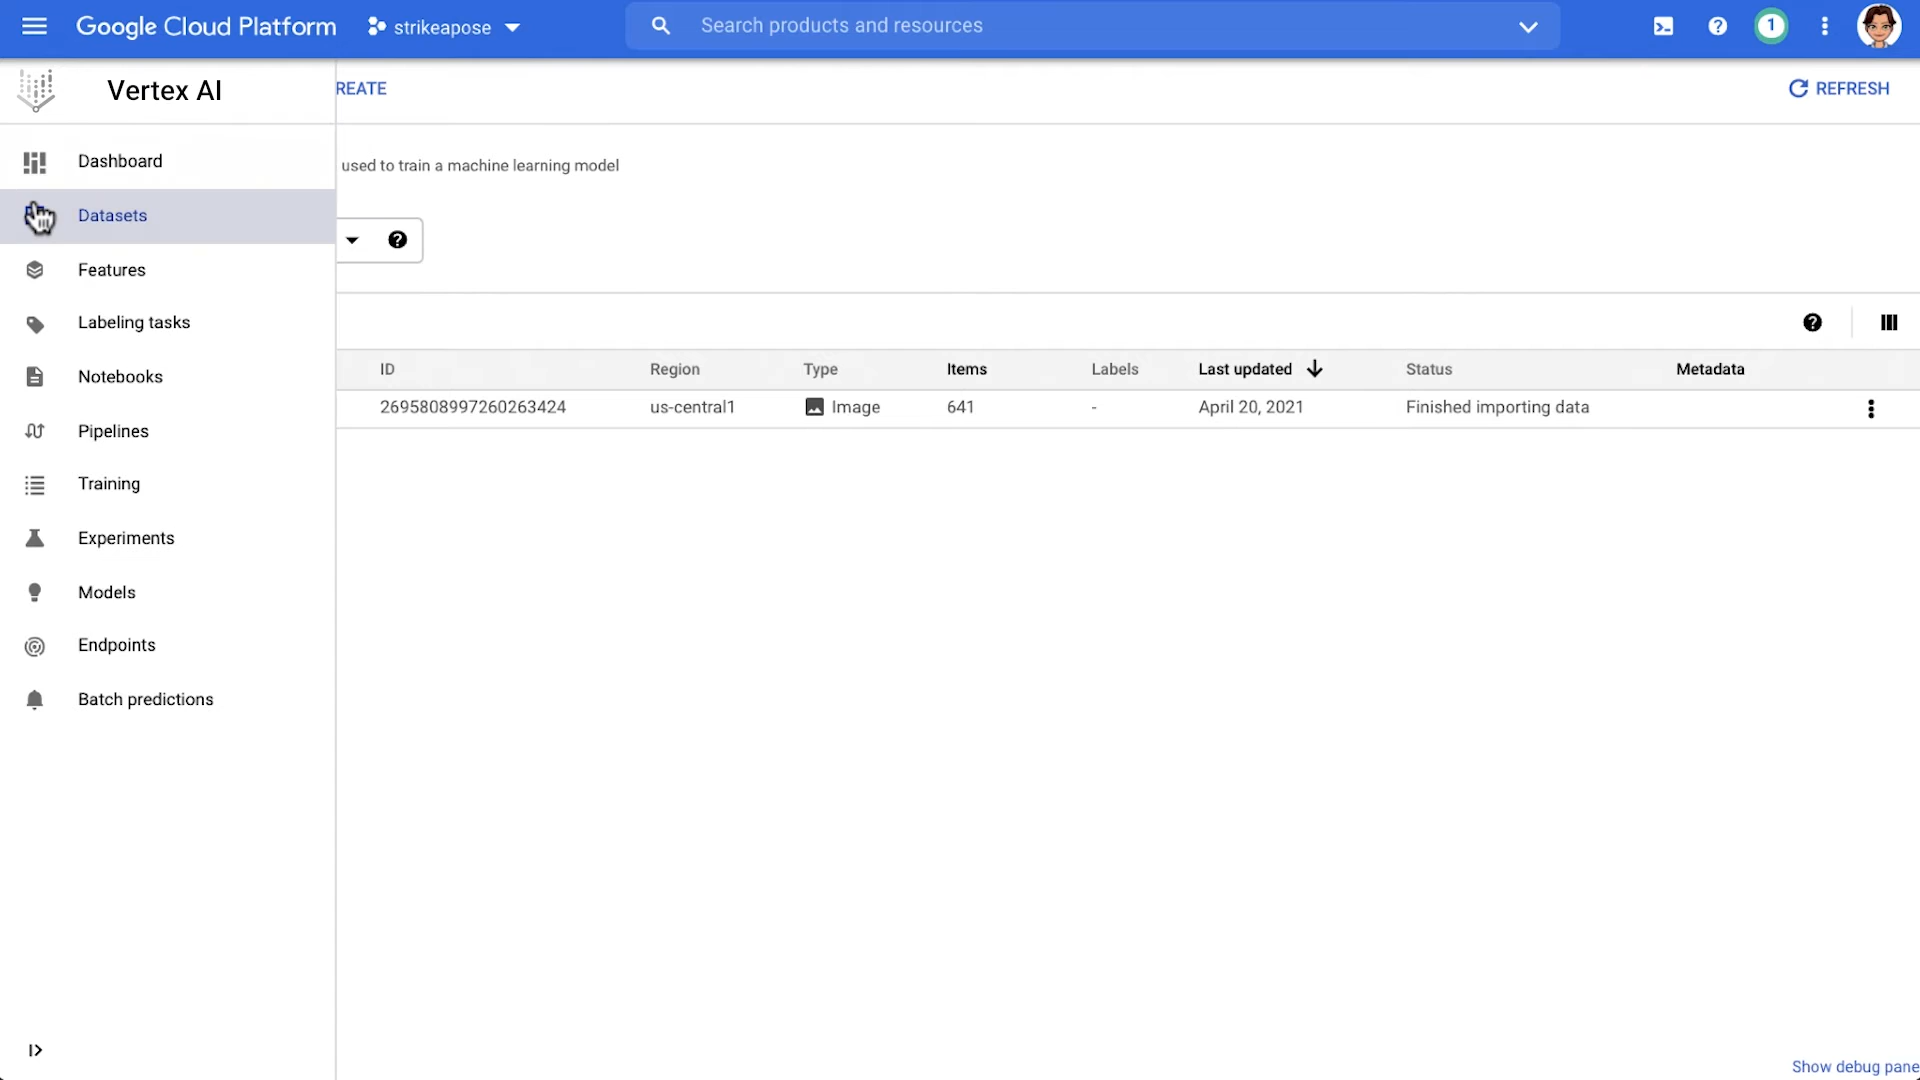 Google Cloud Platform
strikeapose
Search products and resources
1
Vertex AI
REATE
REFRESH
Dashboard
used to train a machine learning model
Datasets
Features
Labeling tasks
Notebooks
Pipelines
Training
Experiments
Models
Endpoints
Batch predictions
ID Region Type Items Labels Last updated Status Metadata
2695808997260263424 us-central1 Image 641 - April 20, 2021 Finished importing data
Show debug pane